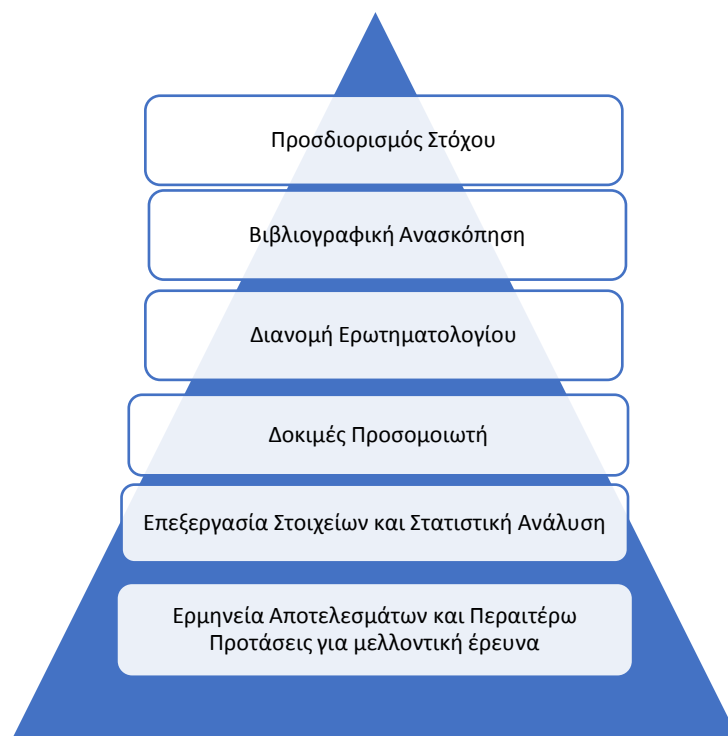 Προσδιορισμός Στόχου
Βιβλιογραφική Ανασκόπηση
Διανομή Ερωτηματολογίου
Δοκιμές Προσομοιωτή
Επεξεργασία Στοιχείων και Στατιστική Ανάλυση
Ερμηνεία Αποτελεσμάτων και Περαιτέρω
Προτάσεις για μελλοντική έρευνα